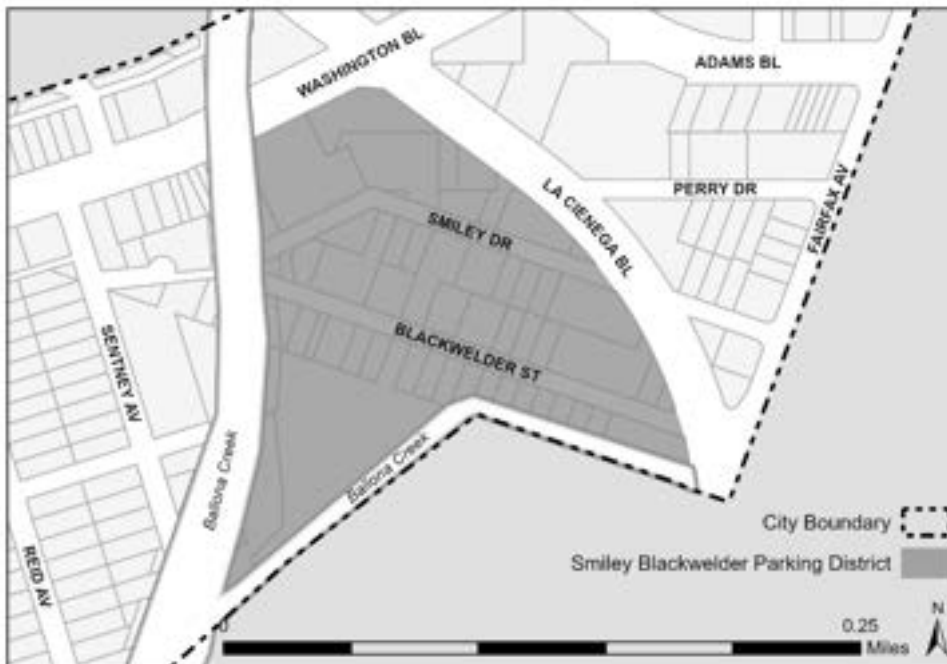 WASHINGTON BL
ADAMS BL
PERRY DR
FAIRFAX AV
LA CIENEGA BL
SMILEY DR
BLACKWELDER ST
SENTNEY AV
REID AV
Ballona Creek
Ballona Creek
City Boundary
Smiley Blackwelder Parking District
N
0
0.25
Miles